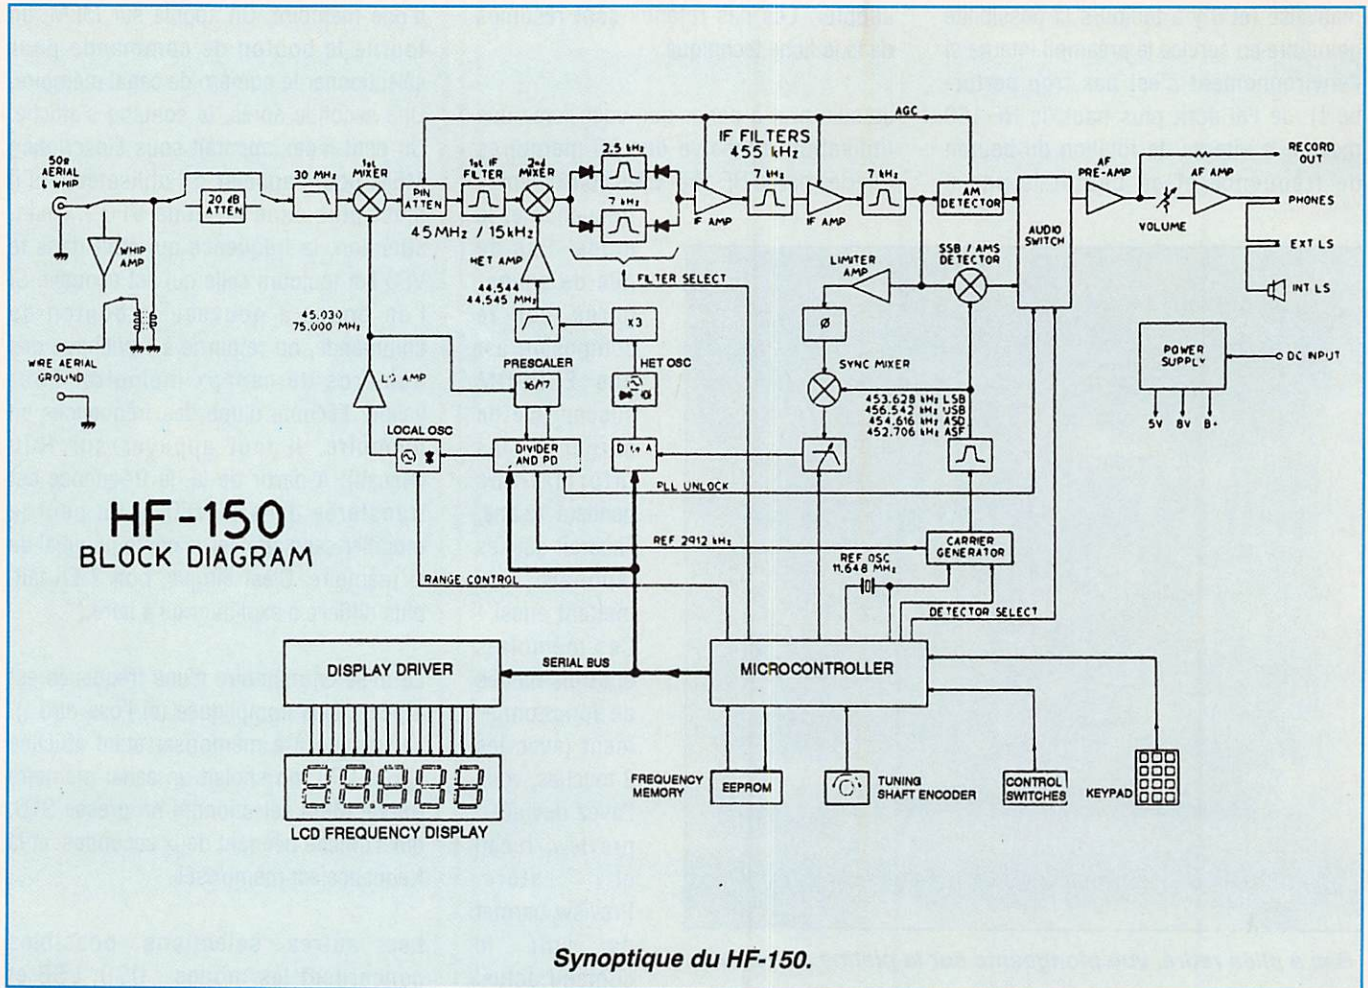 50Ω
AERIAL
& WHIP
20 dB
ATTEN
WHIP
AMP
WIRE AERIAL
GROUND
30 MHz
1st
MIXER
PIN
ATTEN
1st IF
FILTER
2nd
MIXER
45 MHz / 15kHz
2.5 kHz
7 kHz
IF FILTERS
455 kHz
AGC
IF AMP
7 kHz
IF AMP
7 kHz
AM
DETECTOR
AUDIO
SWITCH
AF
PRE-AMP
VOLUME
AF AMP
RECORD
OUT
PHONES
EXT LS
INT LS
SSB / AMS
DETECTOR
LIMITER
AMP
Ø
SYNC MIXER
HET AMP
44,544
44,545 MHz
FILTER SELECT
X3
HET OSC
45,030
75.000 MHz
PRESCALER
16/17
LO AMP
LOCAL OSC
DIVIDER
AND PD
D to A
453.628 kHz LSB
456.542 kHz USB
454.616 kHz ASD
452.706 kHz ASF
POWER
SUPPLY
DC INPUT
5V 8V B+
PLL UNLOCK
REF 2912 kHz
CARRIER
GENERATOR
REF OSC
11.648 MHz
RANGE CONTROL
DETECTOR SELECT
HF-150
BLOCK DIAGRAM
DISPLAY DRIVER
SERIAL BUS
MICROCONTROLLER
LCD FREQUENCY DISPLAY
FREQUENCY
MEMORY
EEPROM
TUNING
SHAFT ENCODER
CONTROL
SWITCHES
KEYPAD
Synoptique du HF-150.